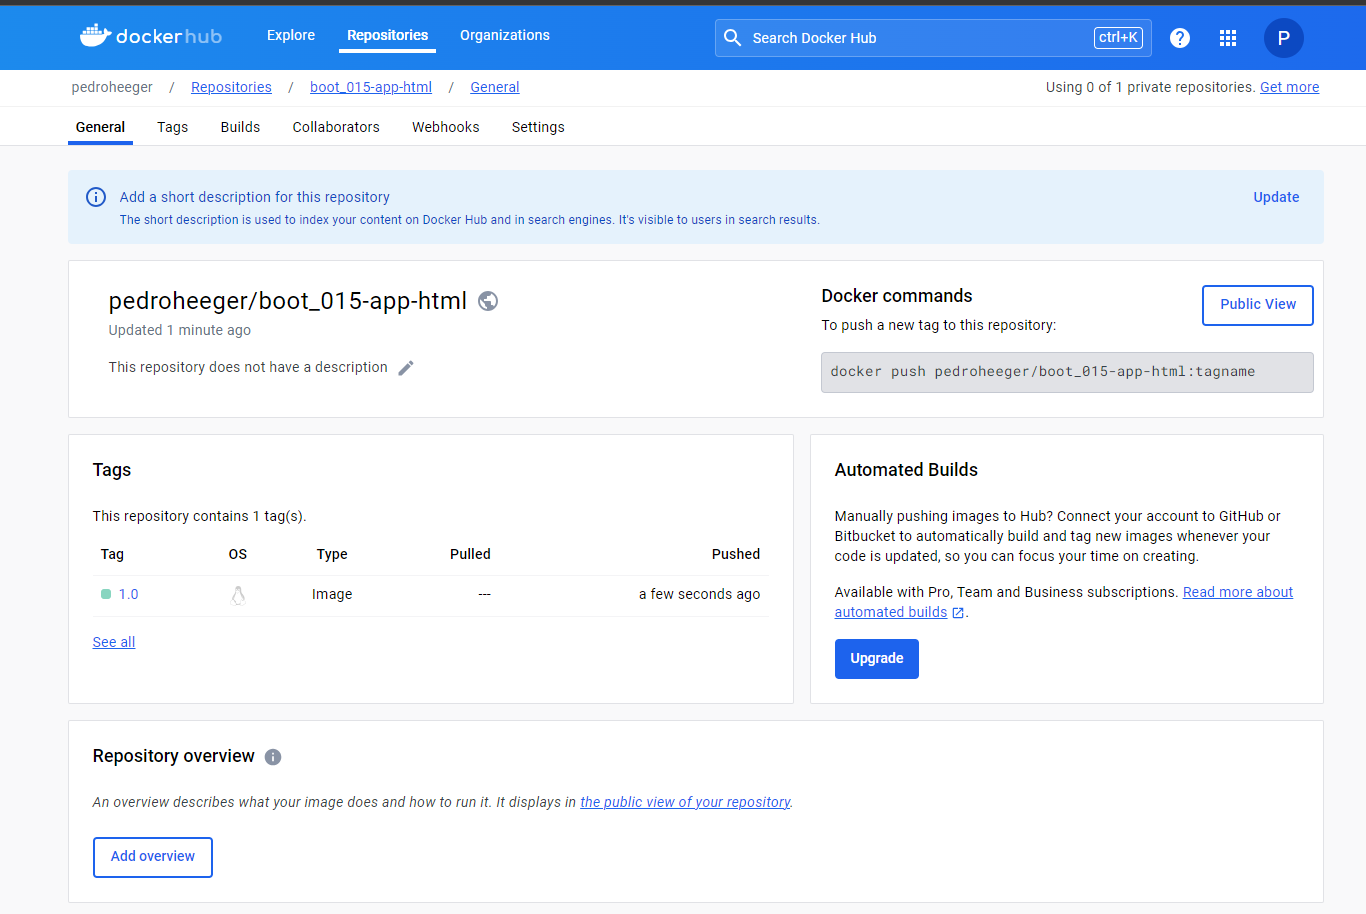 dockerhub
Explore
Repositories
Organizations
Search Docker Hub
ctrl+K
?
P
pedroheeger / Repositories / boot_015-app-html / General
Using 0 of 1 private repositories. Get more
General
Tags
Builds
Collaborators
Webhooks
Settings
Add a short description for this repository
The short description is used to index your content on Docker Hub and in search engines. It's visible to users in search results.
Update
pedroheeger/boot_015-app-html
Updated 1 minute ago
This repository does not have a description
Docker commands
To push a new tag to this repository:
Public View
docker push pedroheeger/boot_015-app-html:tagname
Tags
This repository contains 1 tag(s).
Tag OS Type Pulled Pushed
1.0 Image --- a few seconds ago
See all
Automated Builds
Manually pushing images to Hub? Connect your account to GitHub or
Bitbucket to automatically build and tag new images whenever your
code is updated, so you can focus your time on creating.
Available with Pro, Team and Business subscriptions. Read more about
automated builds .
Upgrade
Repository overview
An overview describes what your image does and how to run it. It displays in the public view of your repository.
Add overview